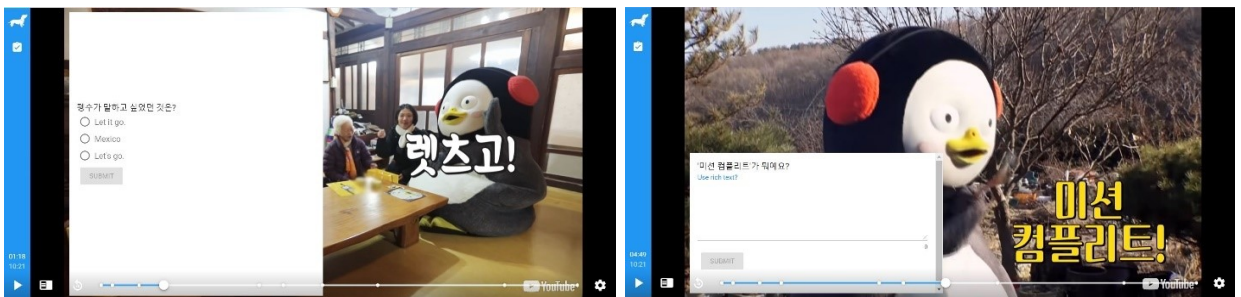 펭수가 말하고 싶었던 것은?
Let it go.
Mexico
Let's go.
SUBMIT
렛츠고!
01:18
10:21
YouTube
'미션 컴플리트'가 뭐예요?
Use rich text?
0
SUBMIT
미션
컴플리트!
04:49
10:21
YouTube